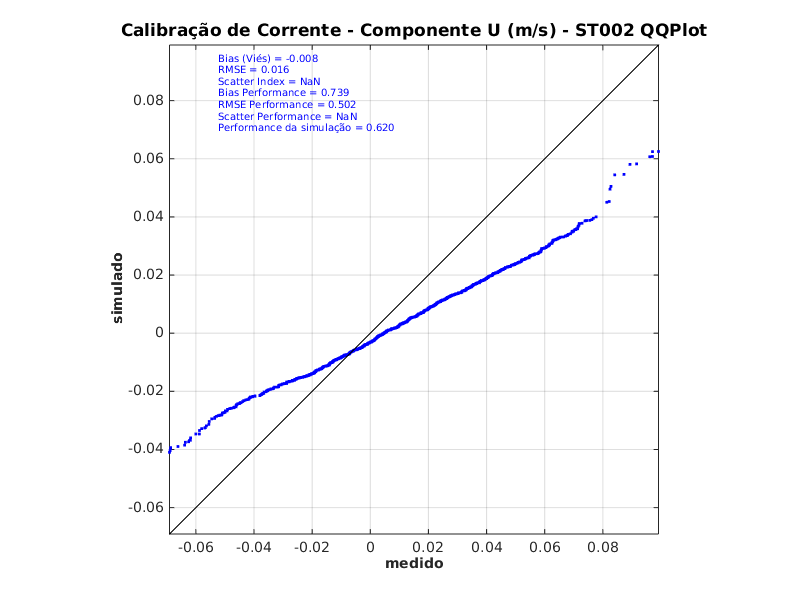 Calibração de Corrente - Componente U (m/s) - ST002 QQPlot
Bias (Viés) = -0.008
RMSE = 0.016
Scatter Index = NaN
Bias Performance = 0.739
RMSE Performance = 0.502
Scatter Performance = NaN
Performance da simulação = 0.620
0.08
0.06
0.04
0.02
0
-0.02
-0.04
-0.06
simulado
-0.06 -0.04 -0.02 0 0.02 0.04 0.06 0.08
medido